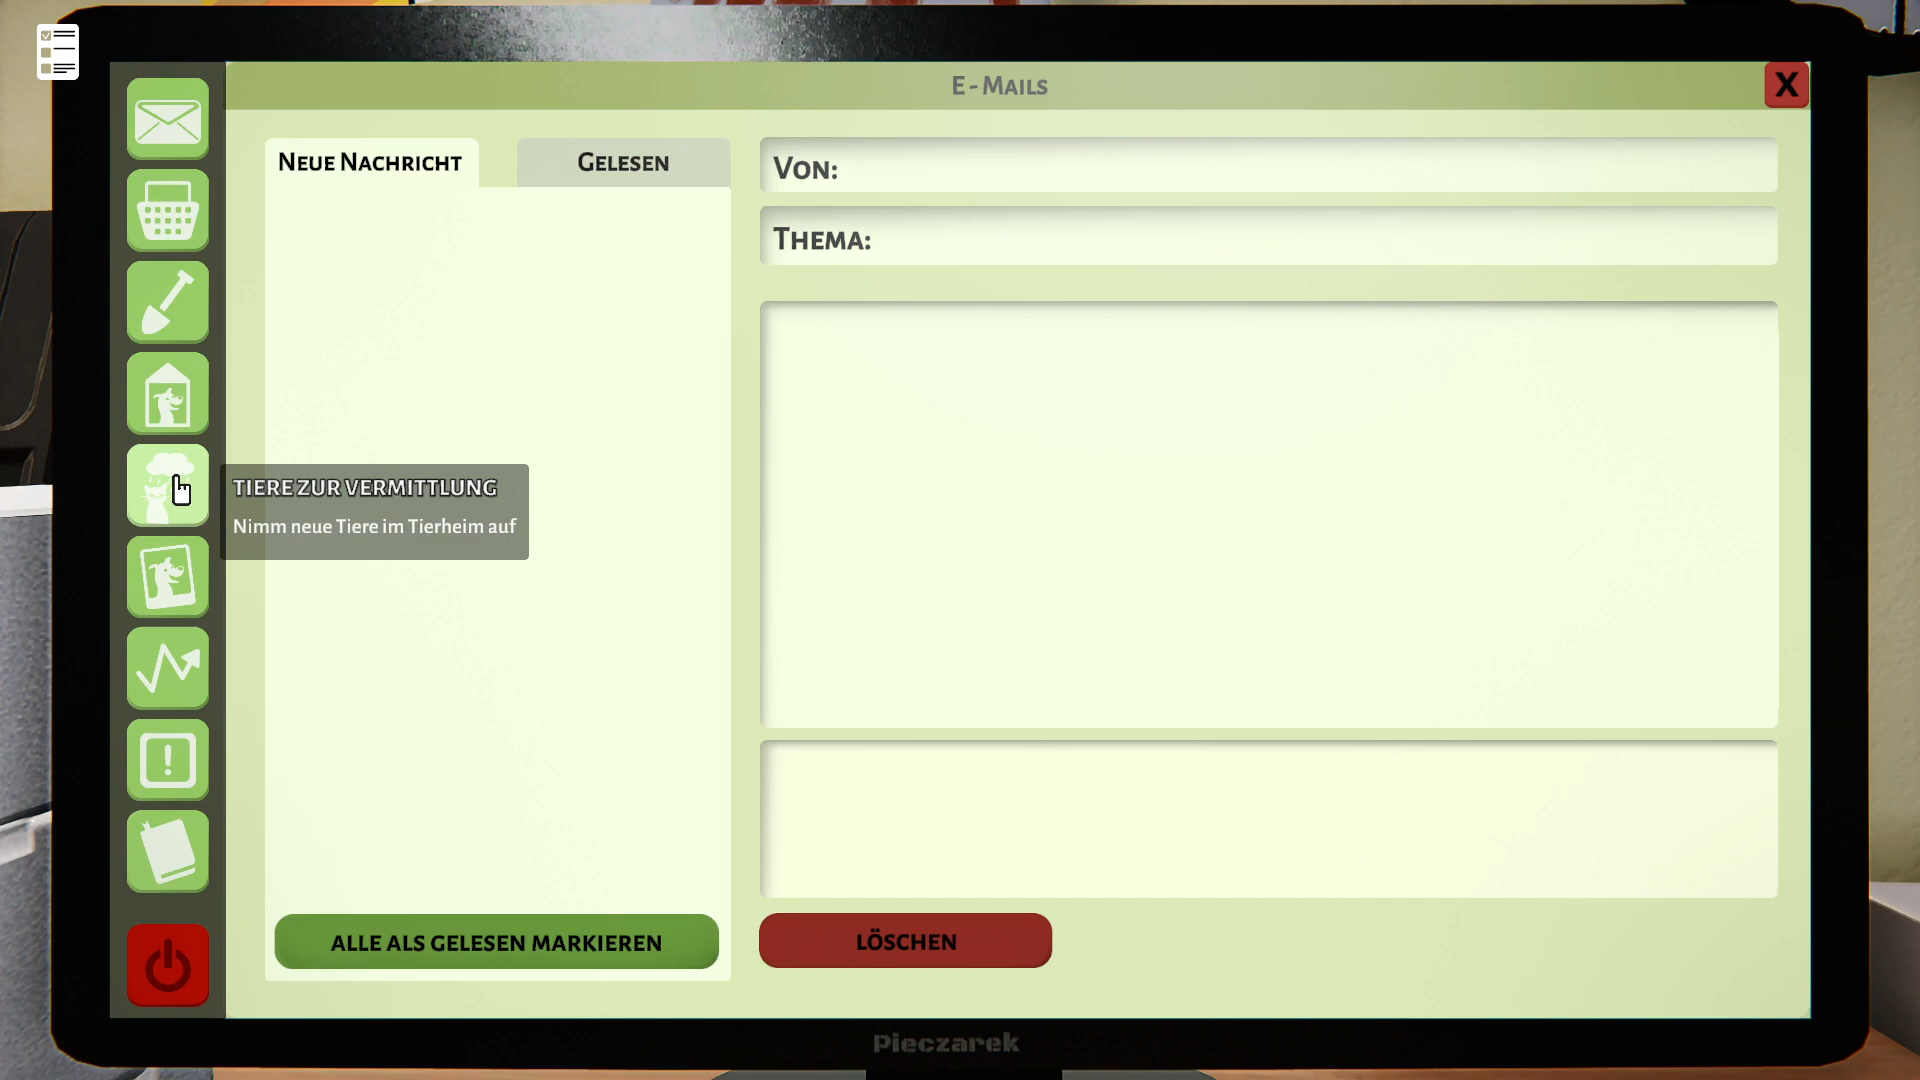 E - Mails
X
Neue Nachricht
Gelesen
Von:
Thema:
TIERE ZUR VERMITTLUNG
Nimm neue Tiere im Tierheim auf
!
ALLE ALS GELESEN MARKIEREN
LÖSCHEN
Pieczarek